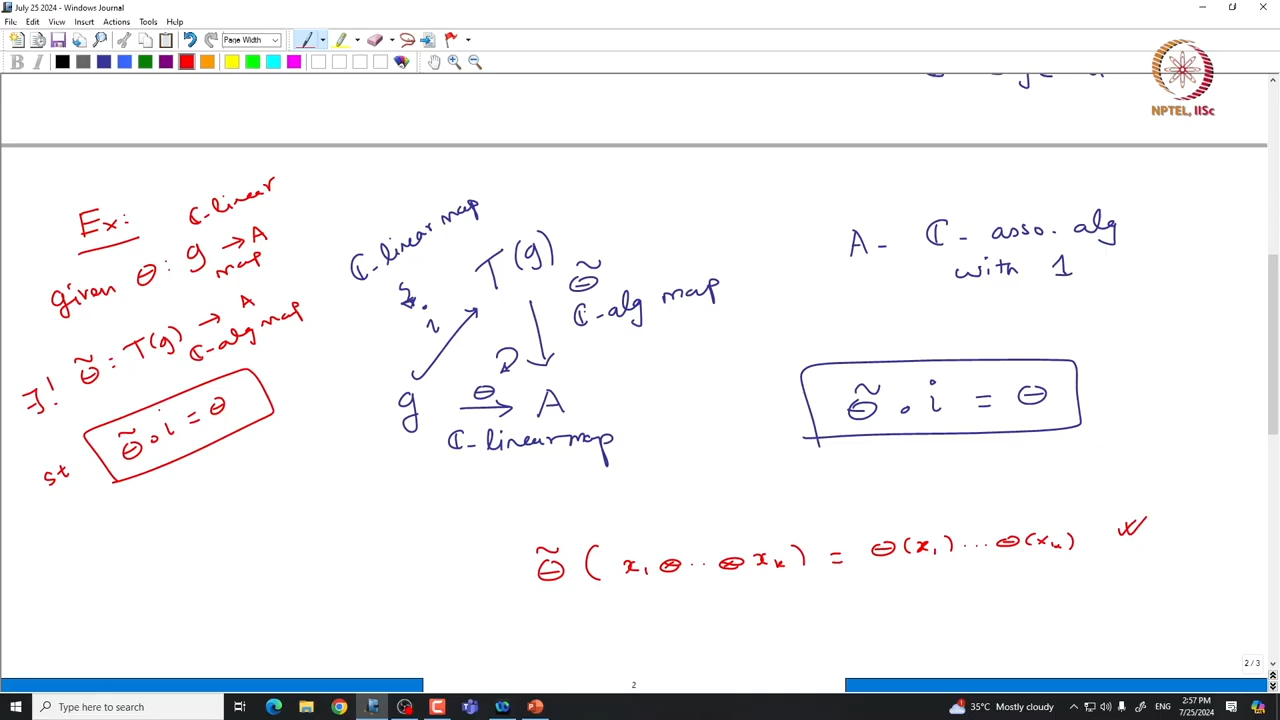 July 25 2024 - Windows Journal
File Edit View Insert Actions Tools Help
Page Width
B I
NPTEL, IISc
Ex: ℂ-linear
given Θ: g → A
map
∃! Θ̃ : T(g) → A
ℂ-alg map
st Θ̃ ∘ i = Θ
ℂ-linear map
T(g) Θ̃
ℂ-alg map
i
g Θ → A
ℂ-linear map
A - ℂ - asso. alg
with 1
Θ̃ ∘ i = Θ
Θ̃ ( x₁ ⊗ ·· ⊗ xₖ ) = Θ(x₁) ... Θ(xₖ)
2 / 3
2
Type here to search
35°C Mostly cloudy
ENG
2:57 PM
7/25/2024